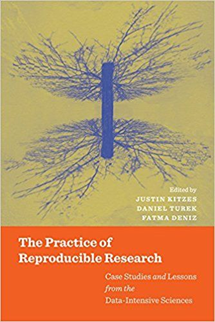 Edited by
JUSTIN KITZES
DANIEL TUREK
FATMA DENIZ
The Practice of
Reproducible Research
Case Studies and Lessons
from the
Data-Intensive Sciences